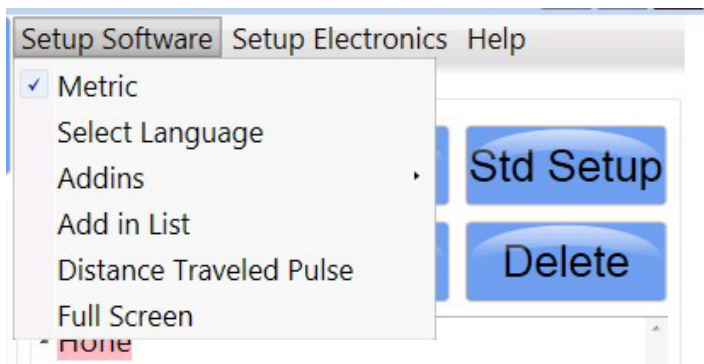 Setup Software Setup Electronics Help
Metric
Select Language
Addins
Add in List
Distance Traveled Pulse
Full Screen
Std Setup
Delete